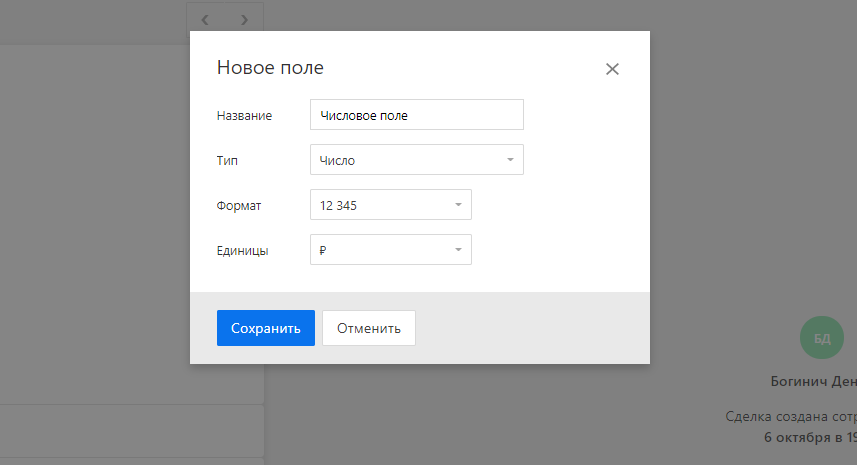 Новое поле
Название
Числовое поле
Тип
Число
Формат
12 345
Единицы
₽
Сохранить
Отменить
БД
Богинич Ден
Сделка создана сотр
6 октября в 19